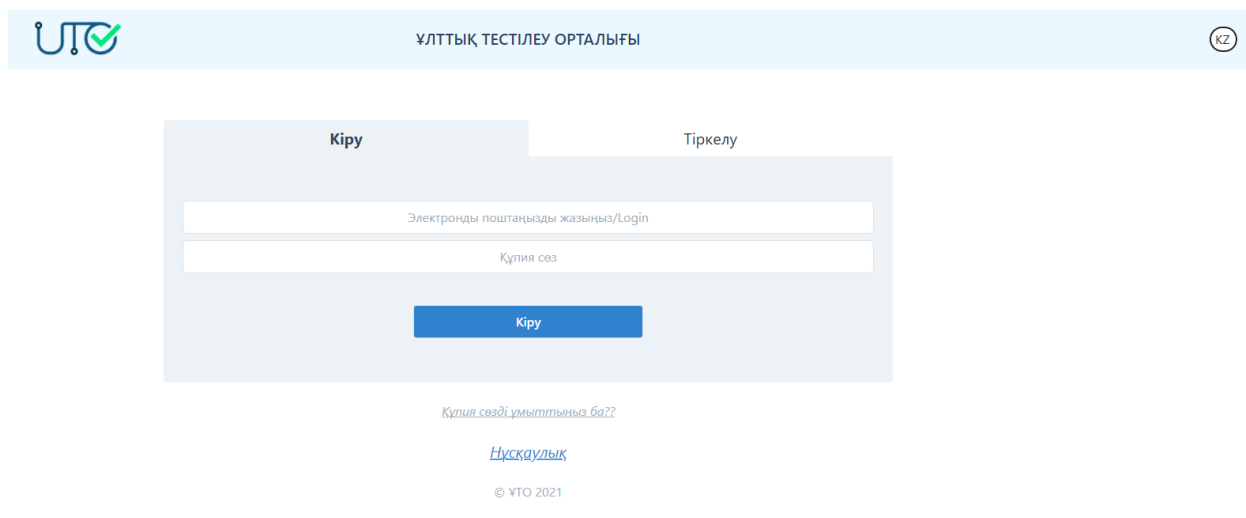 UTO
ҰЛТТЫҚ ТЕСТІЛЕУ ОРТАЛЫҒЫ
KZ
Кіру
Тіркелу
Электронды поштаңызды жазыңыз/Login
Құпия сөз
Кіру
Құпия сөзді ұмыттыңыз ба??
Нұсқаулық
© ҰТО 2021